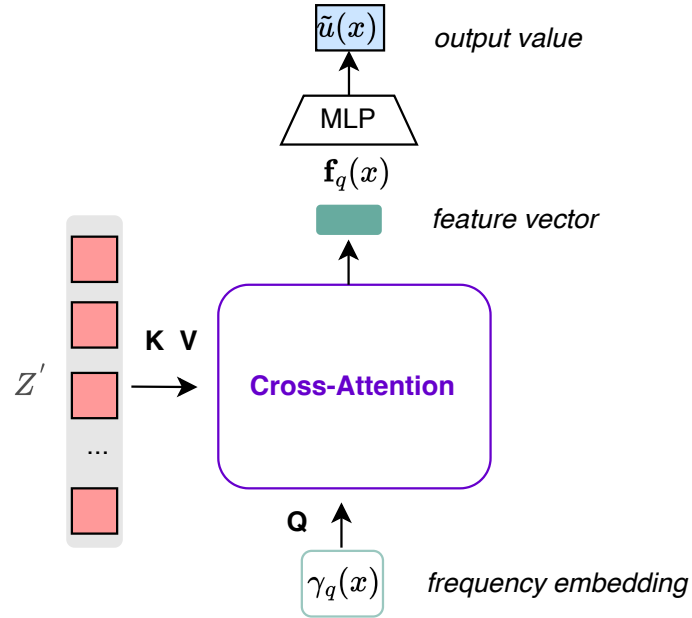 ũ(x) output value
MLP
f_q(x)
feature vector
K V
Z' Cross-Attention
...
Q
γ_q(x) frequency embedding